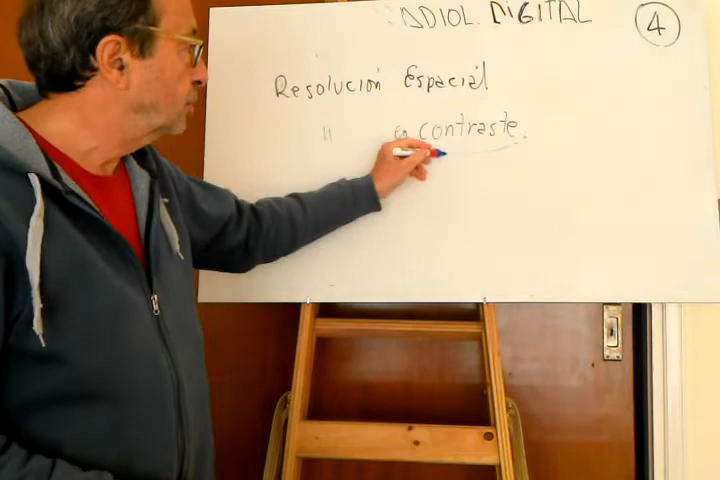 ADIOL. DIGITAL 4
Resolución Espacial
" en contraste.